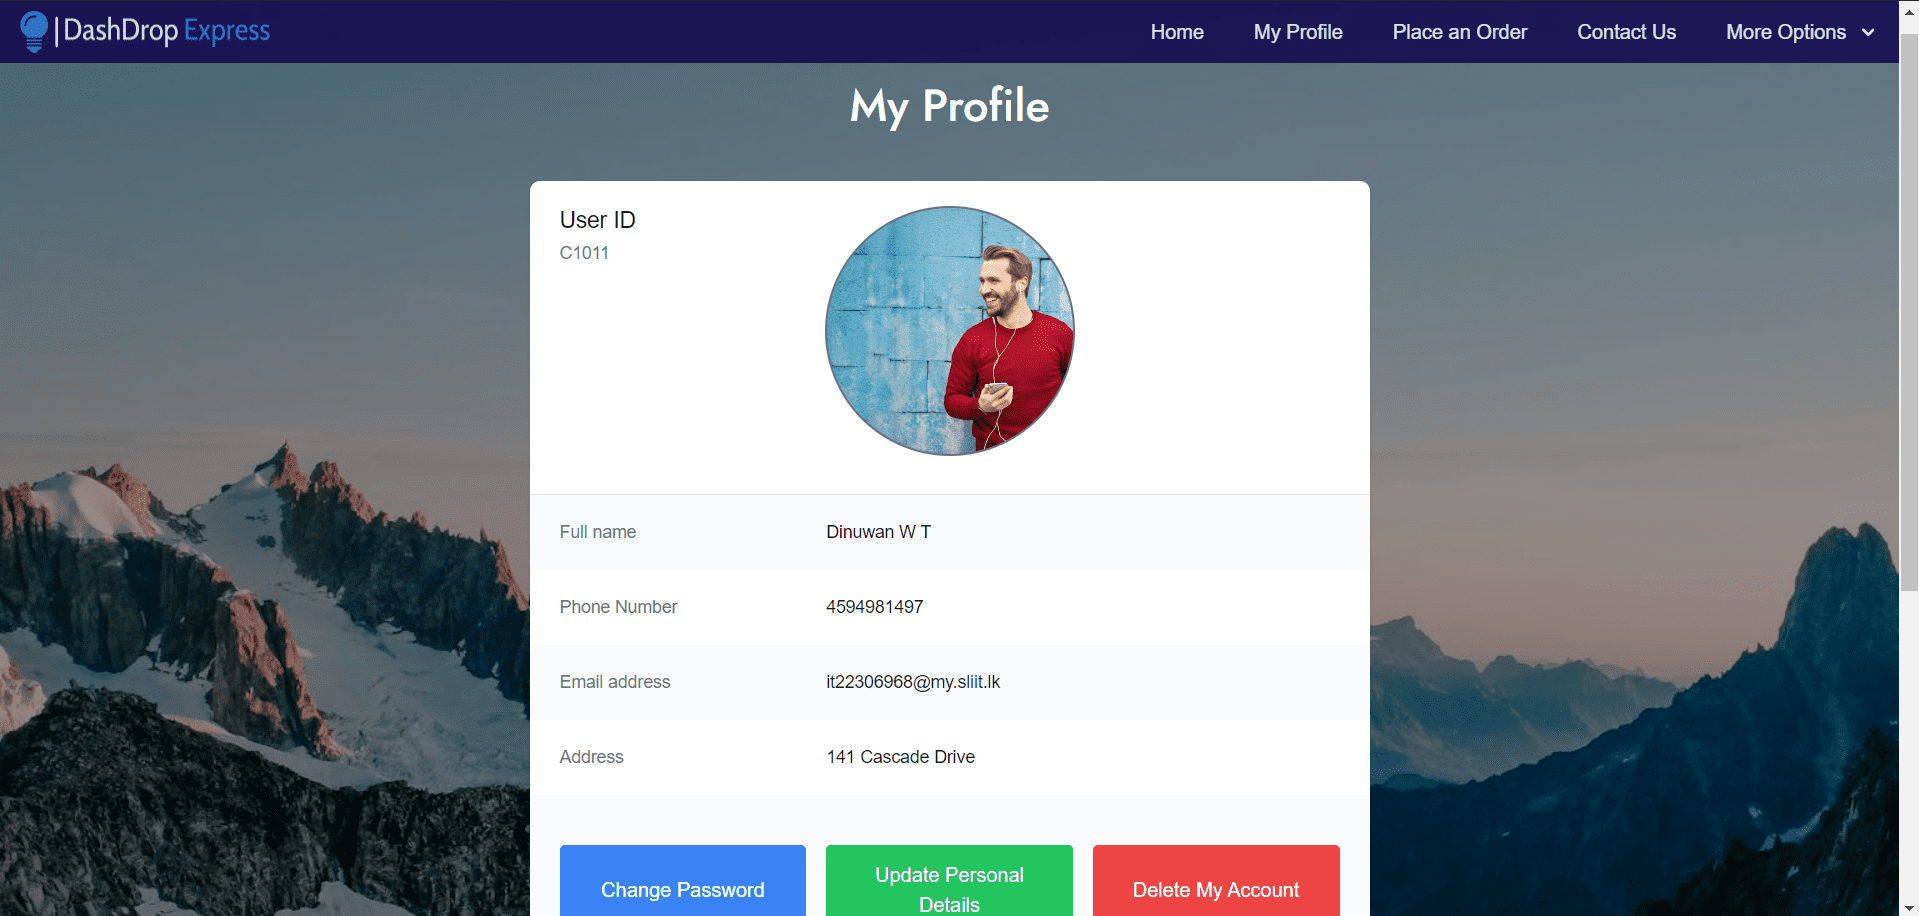 DashDrop Express
Home
My Profile
Place an Order
Contact Us
More Options
My Profile
User ID
C1011
Full name
Dinuwan W T
Phone Number
4594981497
Email address
it22306968@my.sliit.lk
Address
141 Cascade Drive
Change Password
Update Personal
Details
Delete My Account